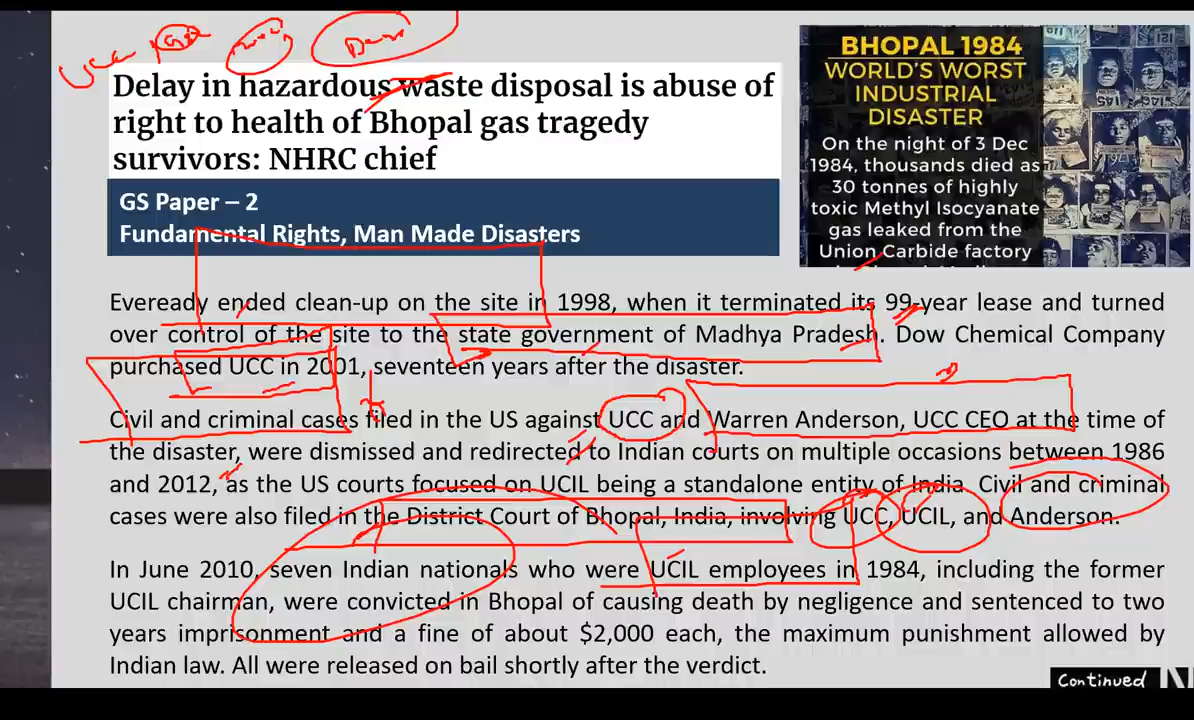 UCC
Delay in hazardous waste disposal is abuse of
right to health of Bhopal gas tragedy
survivors: NHRC chief
GS Paper – 2
Fundamental Rights, Man Made Disasters
BHOPAL 1984
WORLD'S WORST
INDUSTRIAL
DISASTER
On the night of 3 Dec
1984, thousands died as
30 tonnes of highly
toxic Methyl Isocyanate
gas leaked from the
Union Carbide factory
Eveready ended clean-up on the site in 1998, when it terminated its 99-year lease and turned
over control of the site to the state government of Madhya Pradesh. Dow Chemical Company
purchased UCC in 2001, seventeen years after the disaster.
Civil and criminal cases filed in the US against UCC and Warren Anderson, UCC CEO at the time of
the disaster, were dismissed and redirected to Indian courts on multiple occasions between 1986
and 2012, as the US courts focused on UCIL being a standalone entity of India. Civil and criminal
cases were also filed in the District Court of Bhopal, India, involving UCC, UCIL, and Anderson.
In June 2010, seven Indian nationals who were UCIL employees in 1984, including the former
UCIL chairman, were convicted in Bhopal of causing death by negligence and sentenced to two
years imprisonment and a fine of about $2,000 each, the maximum punishment allowed by
Indian law. All were released on bail shortly after the verdict.
Continued